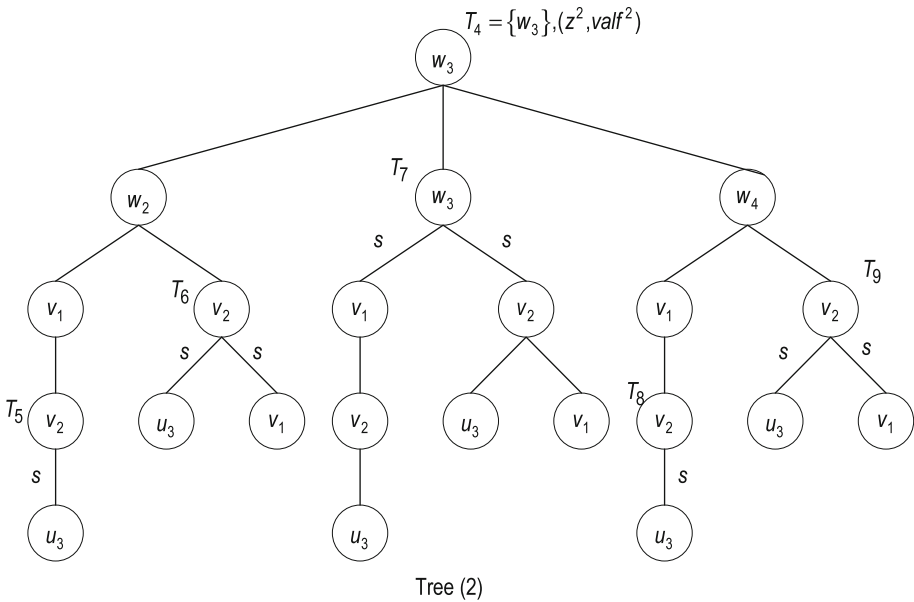 T₄ = {w₃},(z²,valf²)
w₃
T₇
w₂ w₃ w₄
s s
T₆ T₉
v₁ v₂ v₁ v₂ v₁ v₂
s s s s
T₅ T₈
v₂ u₃ v₁ v₂ u₃ v₁ v₂ u₃ v₁
s s
u₃ u₃ u₃
Tree (2)